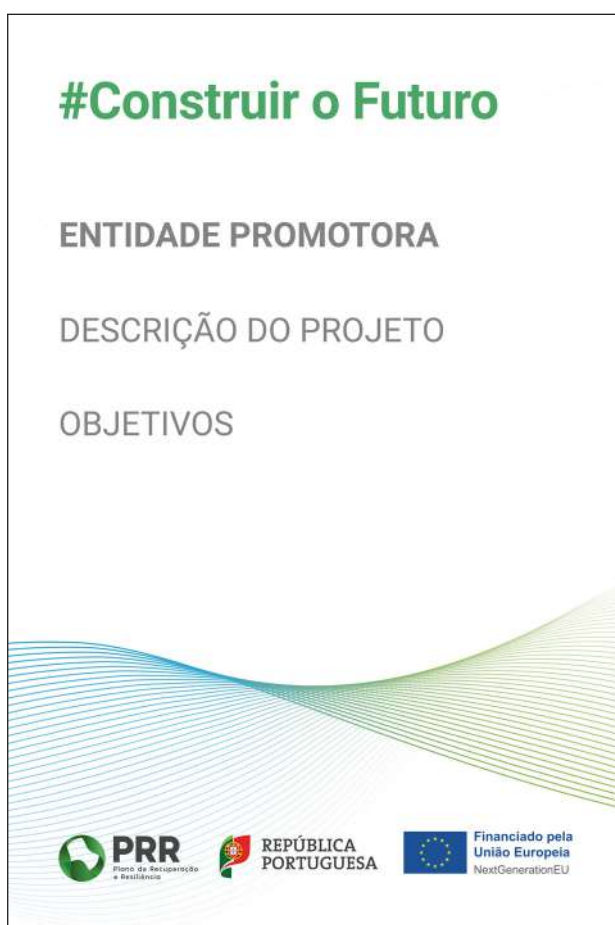 #Construir o Futuro
ENTIDADE PROMOTORA
DESCRIÇÃO DO PROJETO
OBJETIVOS
PRR
Plano de Recuperação
e Resiliência
REPÚBLICA
PORTUGUESA
Financiado pela
União Europeia
NextGenerationEU